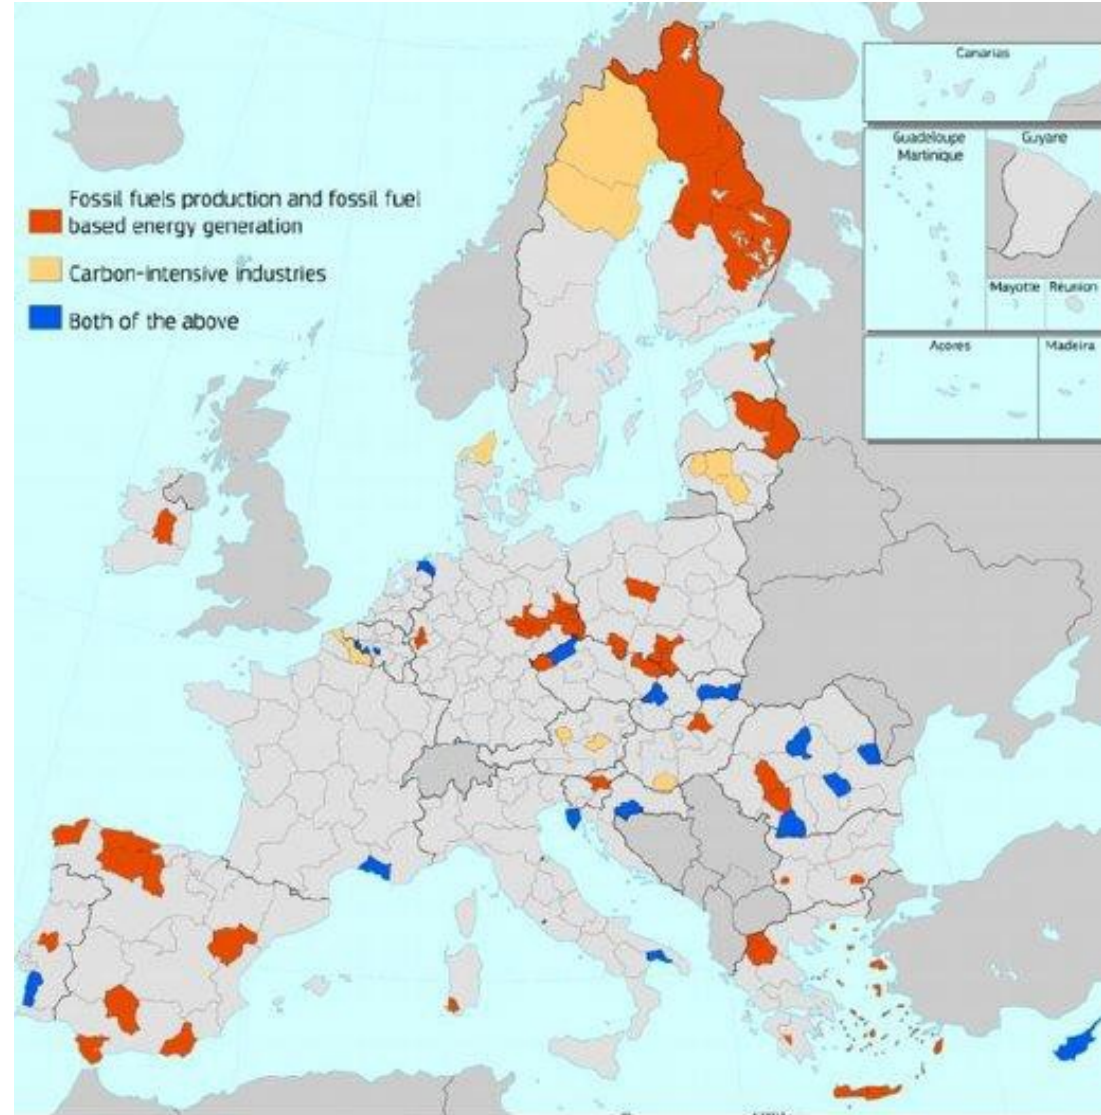 Fossil fuels production and fossil fuel
based energy generation
Carbon-intensive industries
Both of the above
Canarias
Guadeloupe
Martinique
Guyane
Mayotte
Réunion
Açores
Madeira